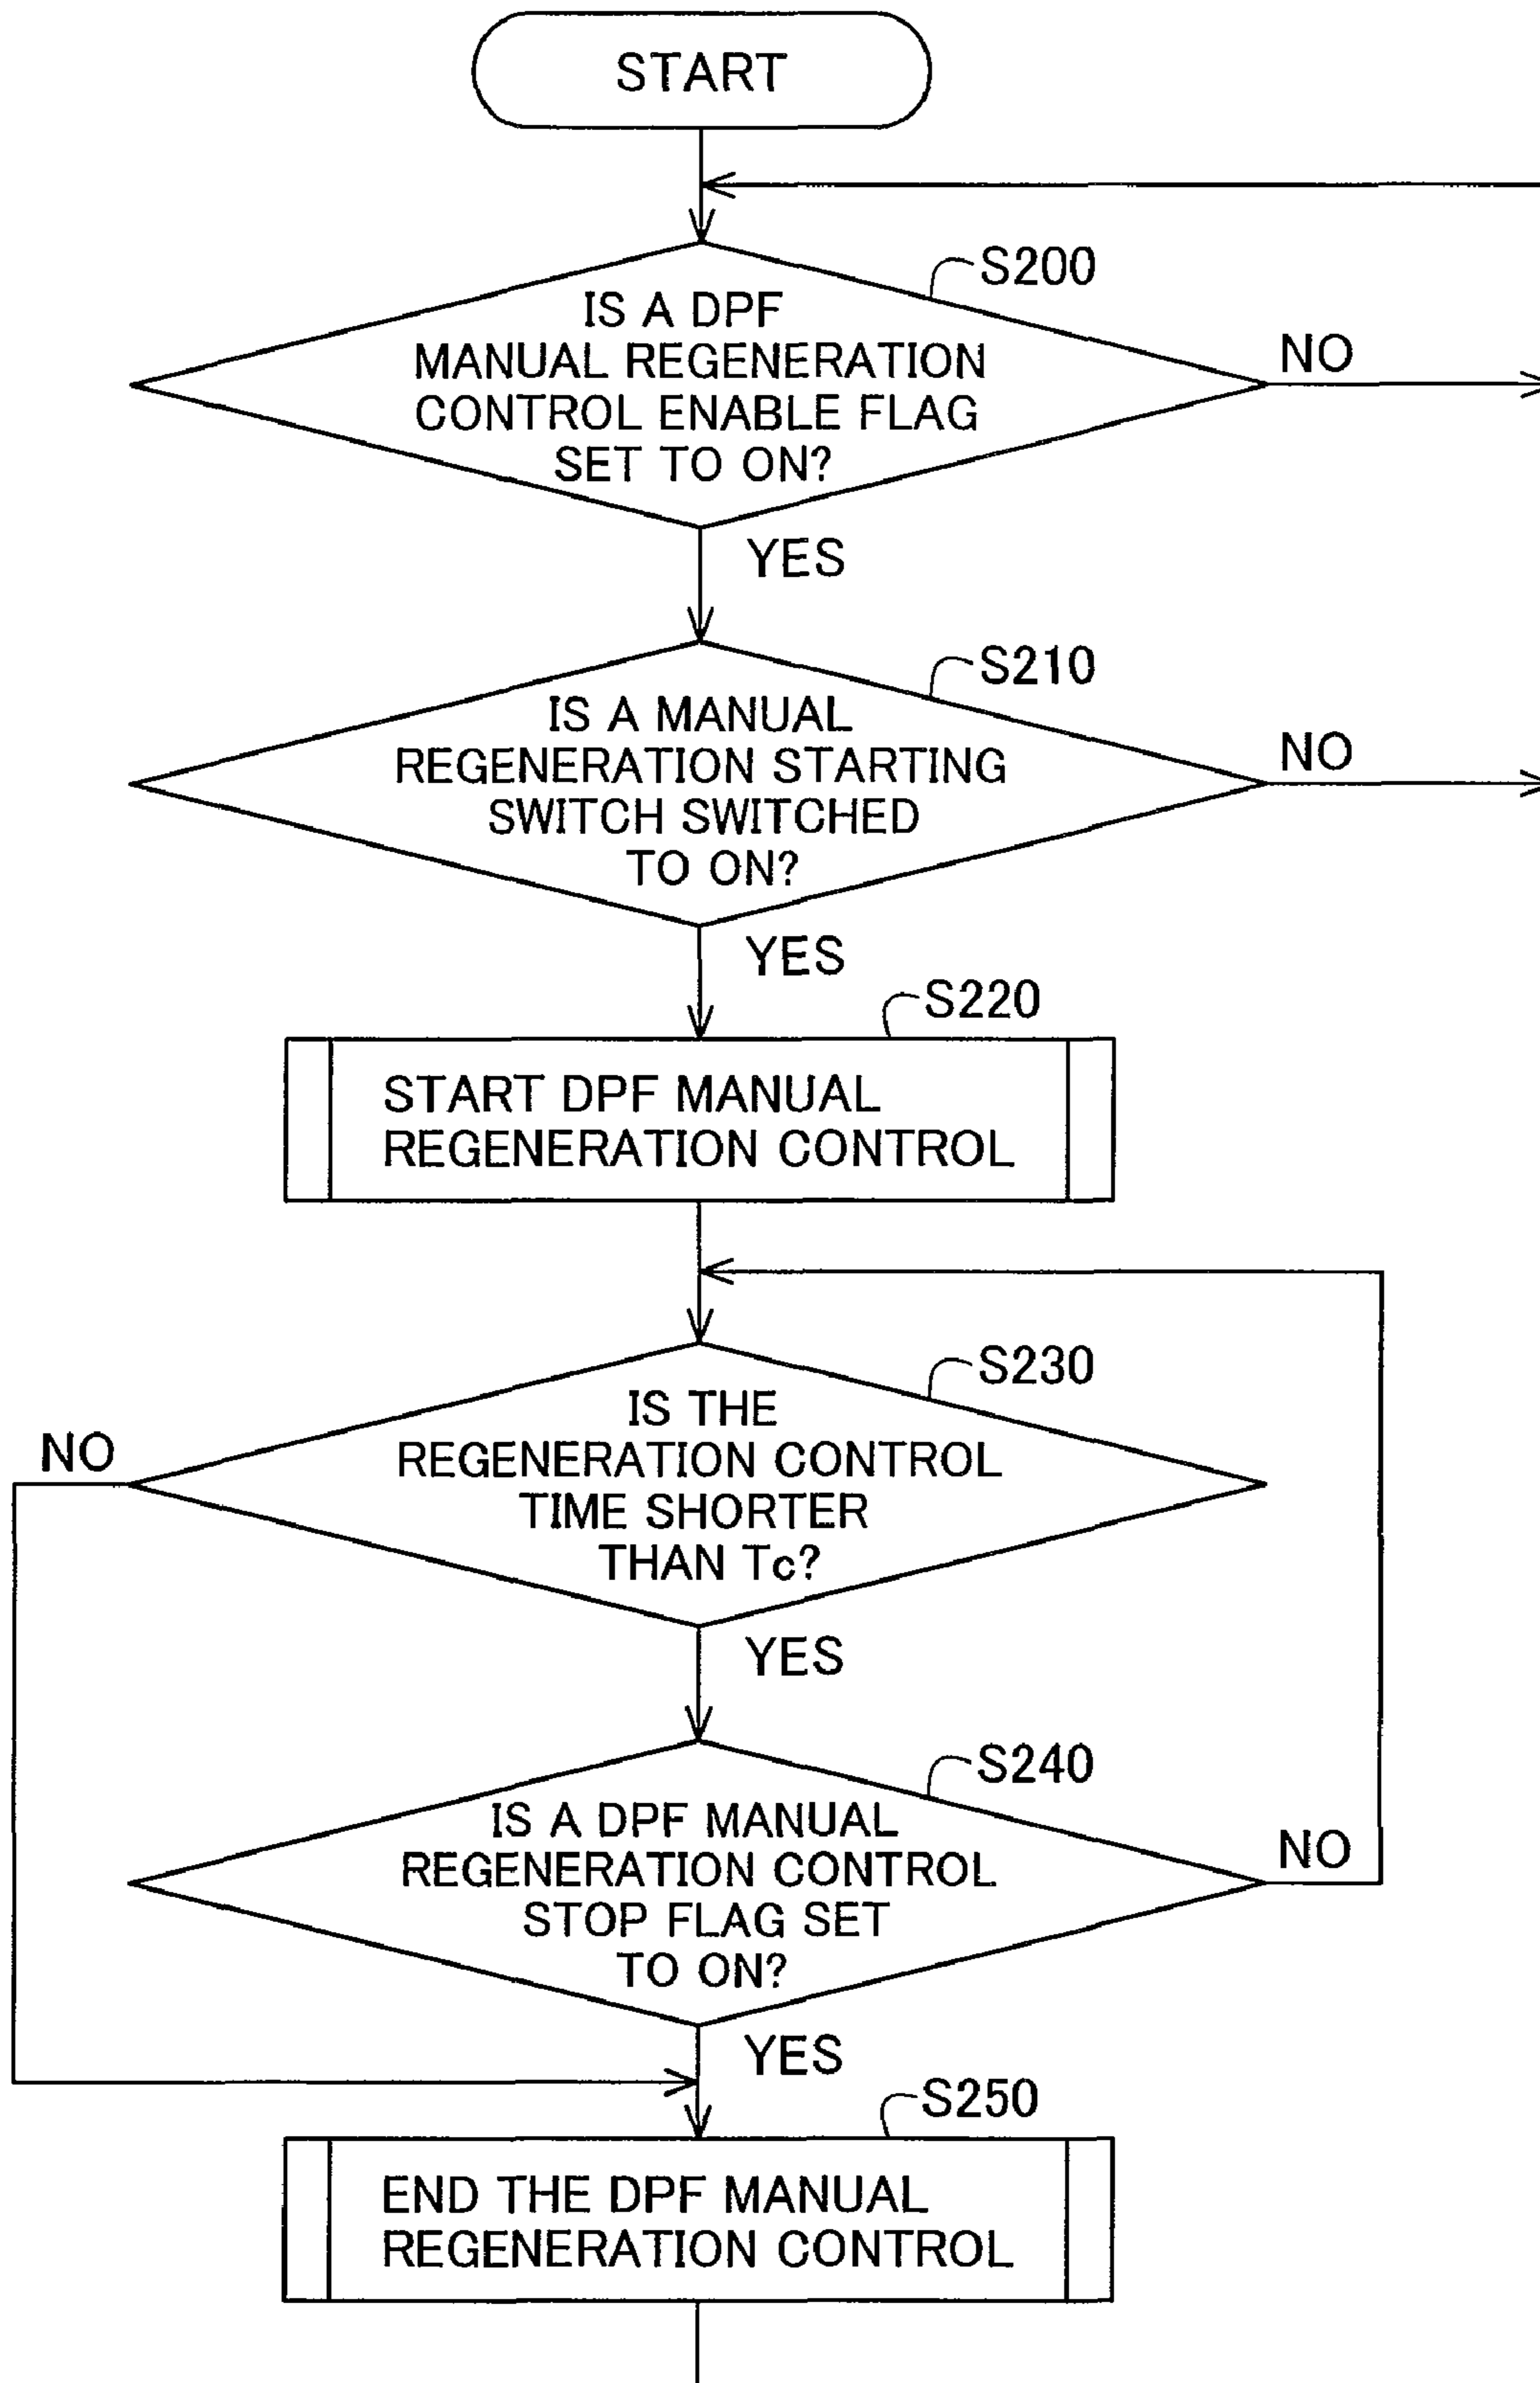 START
S200
IS A DPF
MANUAL REGENERATION
CONTROL ENABLE FLAG
SET TO ON?
NO
YES
S210
IS A MANUAL
REGENERATION STARTING
SWITCH SWITCHED
TO ON?
NO
YES
S220
START DPF MANUAL
REGENERATION CONTROL
S230
IS THE
REGENERATION CONTROL
TIME SHORTER
THAN Tc?
NO
YES
S240
IS A DPF MANUAL
REGENERATION CONTROL
STOP FLAG SET
TO ON?
NO
YES
S250
END THE DPF MANUAL
REGENERATION CONTROL